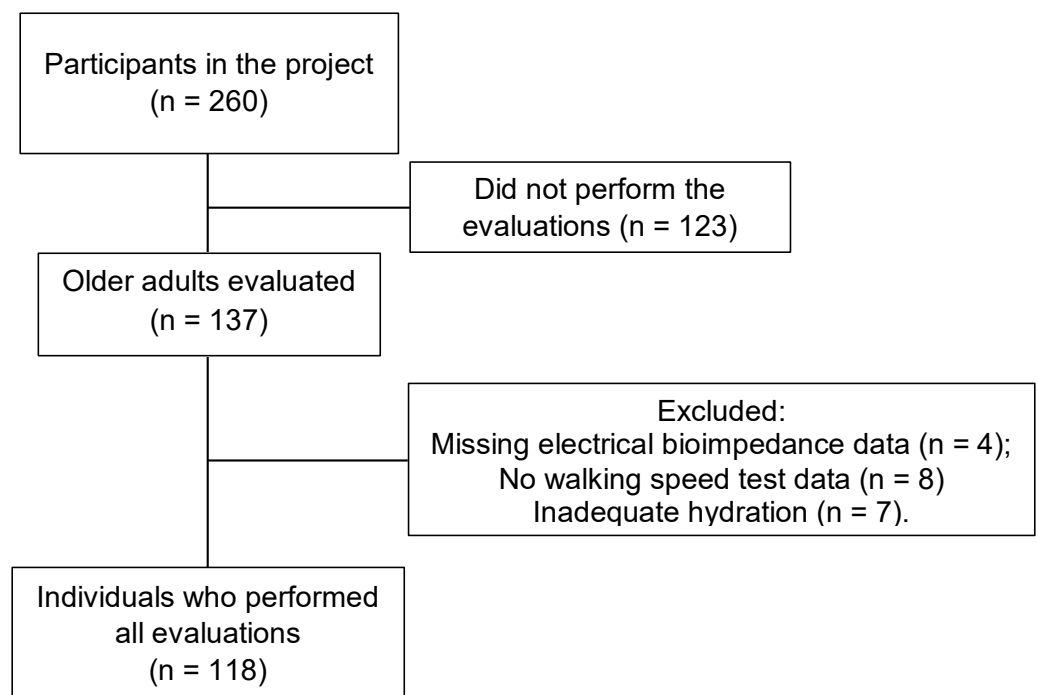 Participants in the project
(n = 260)
Did not perform the
evaluations (n = 123)
Older adults evaluated
(n = 137)
Excluded:
Missing electrical bioimpedance data (n = 4);
No walking speed test data (n = 8)
Inadequate hydration (n = 7).
Individuals who performed
all evaluations
(n = 118)